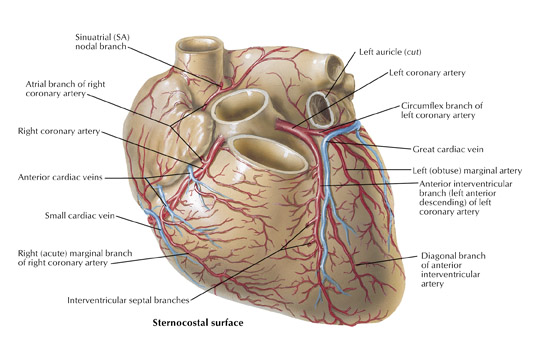 Sinuatrial (SA)
nodal branch
Atrial branch of right
coronary artery
Right coronary artery
Anterior cardiac veins
Small cardiac vein
Right (acute) marginal branch
of right coronary artery
Interventricular septal branches
Left auricle (cut)
Left coronary artery
Circumflex branch of
left coronary artery
Great cardiac vein
Left (obtuse) marginal artery
Anterior interventricular
branch (left anterior
descending) of left
coronary artery
Diagonal branch
of anterior
interventricular
artery
Sternocostal surface